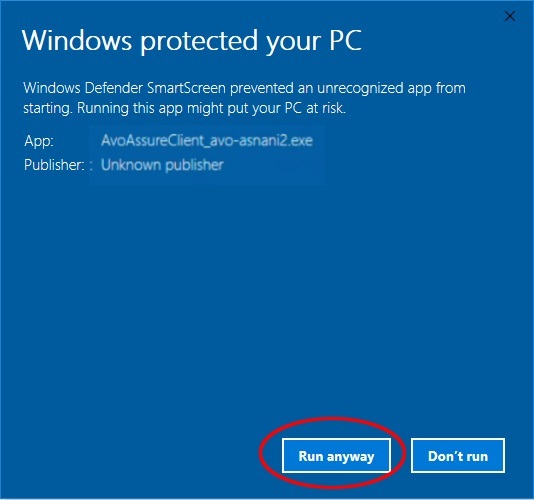 Windows protected your PC
Windows Defender SmartScreen prevented an unrecognized app from
starting. Running this app might put your PC at risk.
App: AvoAssureClient_avo-asnani2.exe
Publisher: : Unknown publisher
Run anyway Don't run